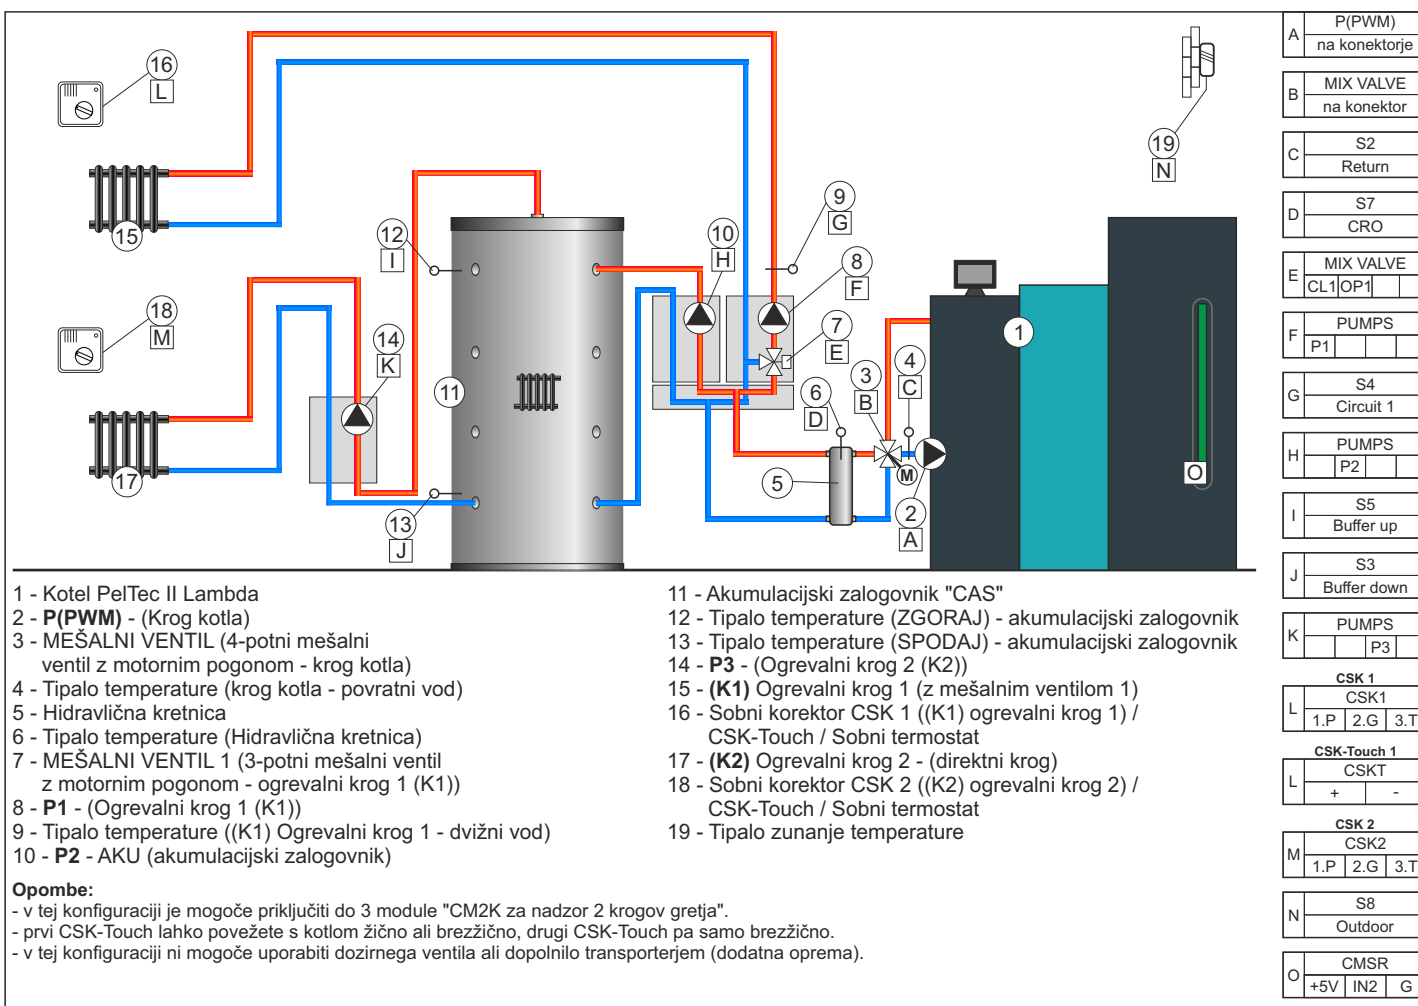 16
L
15
18
M
17
14
K
12
I
13
J
11
10
H
9
G
8
F
7
E
6
D
5
3
B
4
C
M
2
A
1
19
N
O
1 - Kotel PelTec II Lambda
2 - P(PWM) - (Krog kotla)
3 - MEŠALNI VENTIL (4-potni mešalni
ventil z motornim pogonom - krog kotla)
4 - Tipalo temperature (krog kotla - povratni vod)
5 - Hidravlična kretnica
6 - Tipalo temperature (Hidravlična kretnica)
7 - MEŠALNI VENTIL 1 (3-potni mešalni ventil
z motornim pogonom - ogrevalni krog 1 (K1))
8 - P1 - (Ogrevalni krog 1 (K1))
9 - Tipalo temperature ((K1) Ogrevalni krog 1 - dvižni vod)
10 - P2 - AKU (akumulacijski zalogovnik)
11 - Akumulacijski zalogovnik "CAS"
12 - Tipalo temperature (ZGORAJ) - akumulacijski zalogovnik
13 - Tipalo temperature (SPODAJ) - akumulacijski zalogovnik
14 - P3 - (Ogrevalni krog 2 (K2))
15 - (K1) Ogrevalni krog 1 (z mešalnim ventilom 1)
16 - Sobni korektor CSK 1 ((K1) ogrevalni krog 1) /
CSK-Touch / Sobni termostat
17 - (K2) Ogrevalni krog 2 - (direktni krog)
18 - Sobni korektor CSK 2 ((K2) ogrevalni krog 2) /
CSK-Touch / Sobni termostat
19 - Tipalo zunanje temperature
Opombe:
- v tej konfiguraciji je mogoče priključiti do 3 module "CM2K za nadzor 2 krogov gretja".
- prvi CSK-Touch lahko povežete s kotlom žično ali brezžično, drugi CSK-Touch pa samo brezžično.
- v tej konfiguraciji ni mogoče uporabiti dozirnega ventila ali dopolnilo transporterjem (dodatna oprema).
A P(PWM)
na konektorje
B MIX VALVE
na konektor
C S2
Return
D S7
CRO
E MIX VALVE
CL1 OP1
F PUMPS
P1
G S4
Circuit 1
H PUMPS
P2
I S5
Buffer up
J S3
Buffer down
K PUMPS
P3
CSK 1
L CSK1
1.P 2.G 3.T
CSK-Touch 1
L CSKT
+ -
CSK 2
M CSK2
1.P 2.G 3.T
N S8
Outdoor
O CMSR
+5V IN2 G